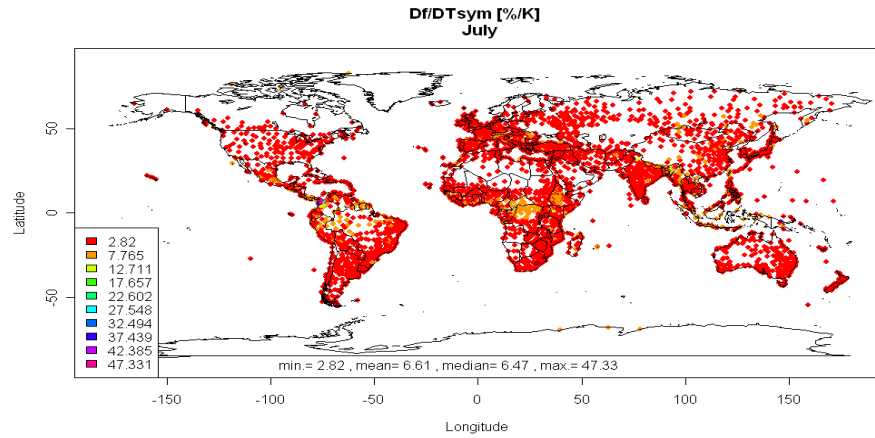 Df/DTsym [%/K]
July
Latitude
50
0
-50
2.82
7.765
12.711
17.657
22.602
27.548
32.494
37.439
42.385
47.331
min.= 2.82 , mean= 6.61 , median= 6.47 , max.= 47.33
-150 -100 -50 0 50 100 150
Longitude